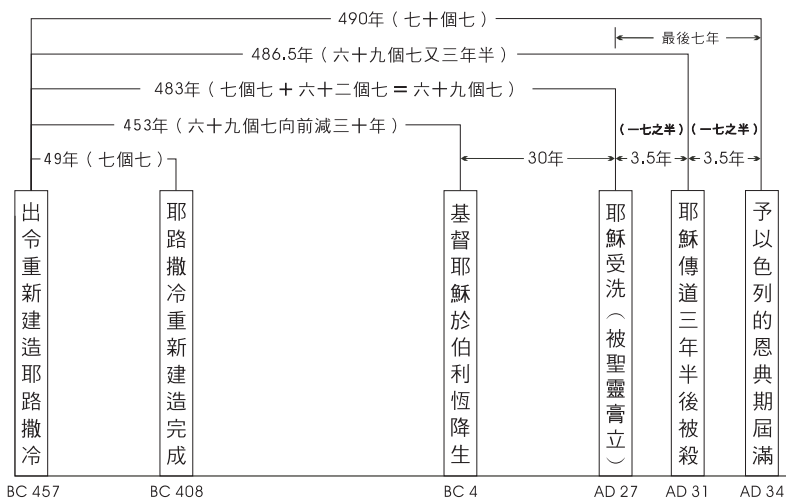 490年（七十個七）
最後七年
486.5年（六十九個七又三年半）
483年（七個七 + 六十二個七 = 六十九個七）
453年（六十九個七向前減三十年）
（一七之半）
（一七之半）
49年（七個七）
30年
3.5年
3.5年
出令重新建造耶路撒冷
耶路撒冷重新建造完成
基督耶穌於伯利恆降生
耶穌受洗（被聖靈膏立）
耶穌傳道三年半後被殺
予以色列的恩典期屆滿
BC 457
BC 408
BC 4
AD 27
AD 31
AD 34